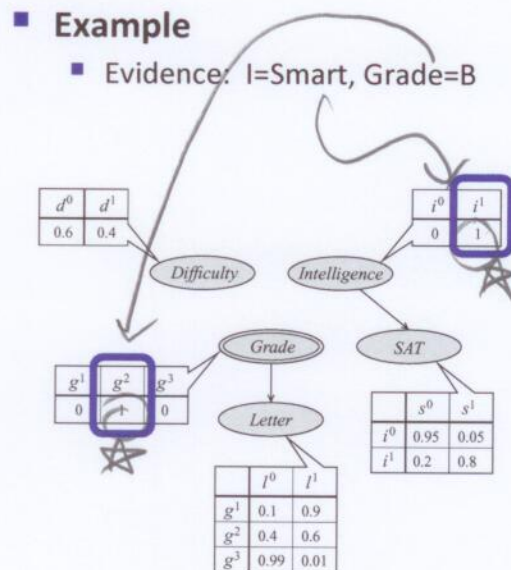 Example
Evidence: I=Smart, Grade=B
d⁰ d¹
0.6 0.4
i⁰ i¹
0 1
Difficulty
Intelligence
g¹ g² g³
0 1 0
Grade
SAT
Letter
s⁰ s¹
i⁰ 0.95 0.05
i¹ 0.2 0.8
l⁰ l¹
g¹ 0.1 0.9
g² 0.4 0.6
g³ 0.99 0.01